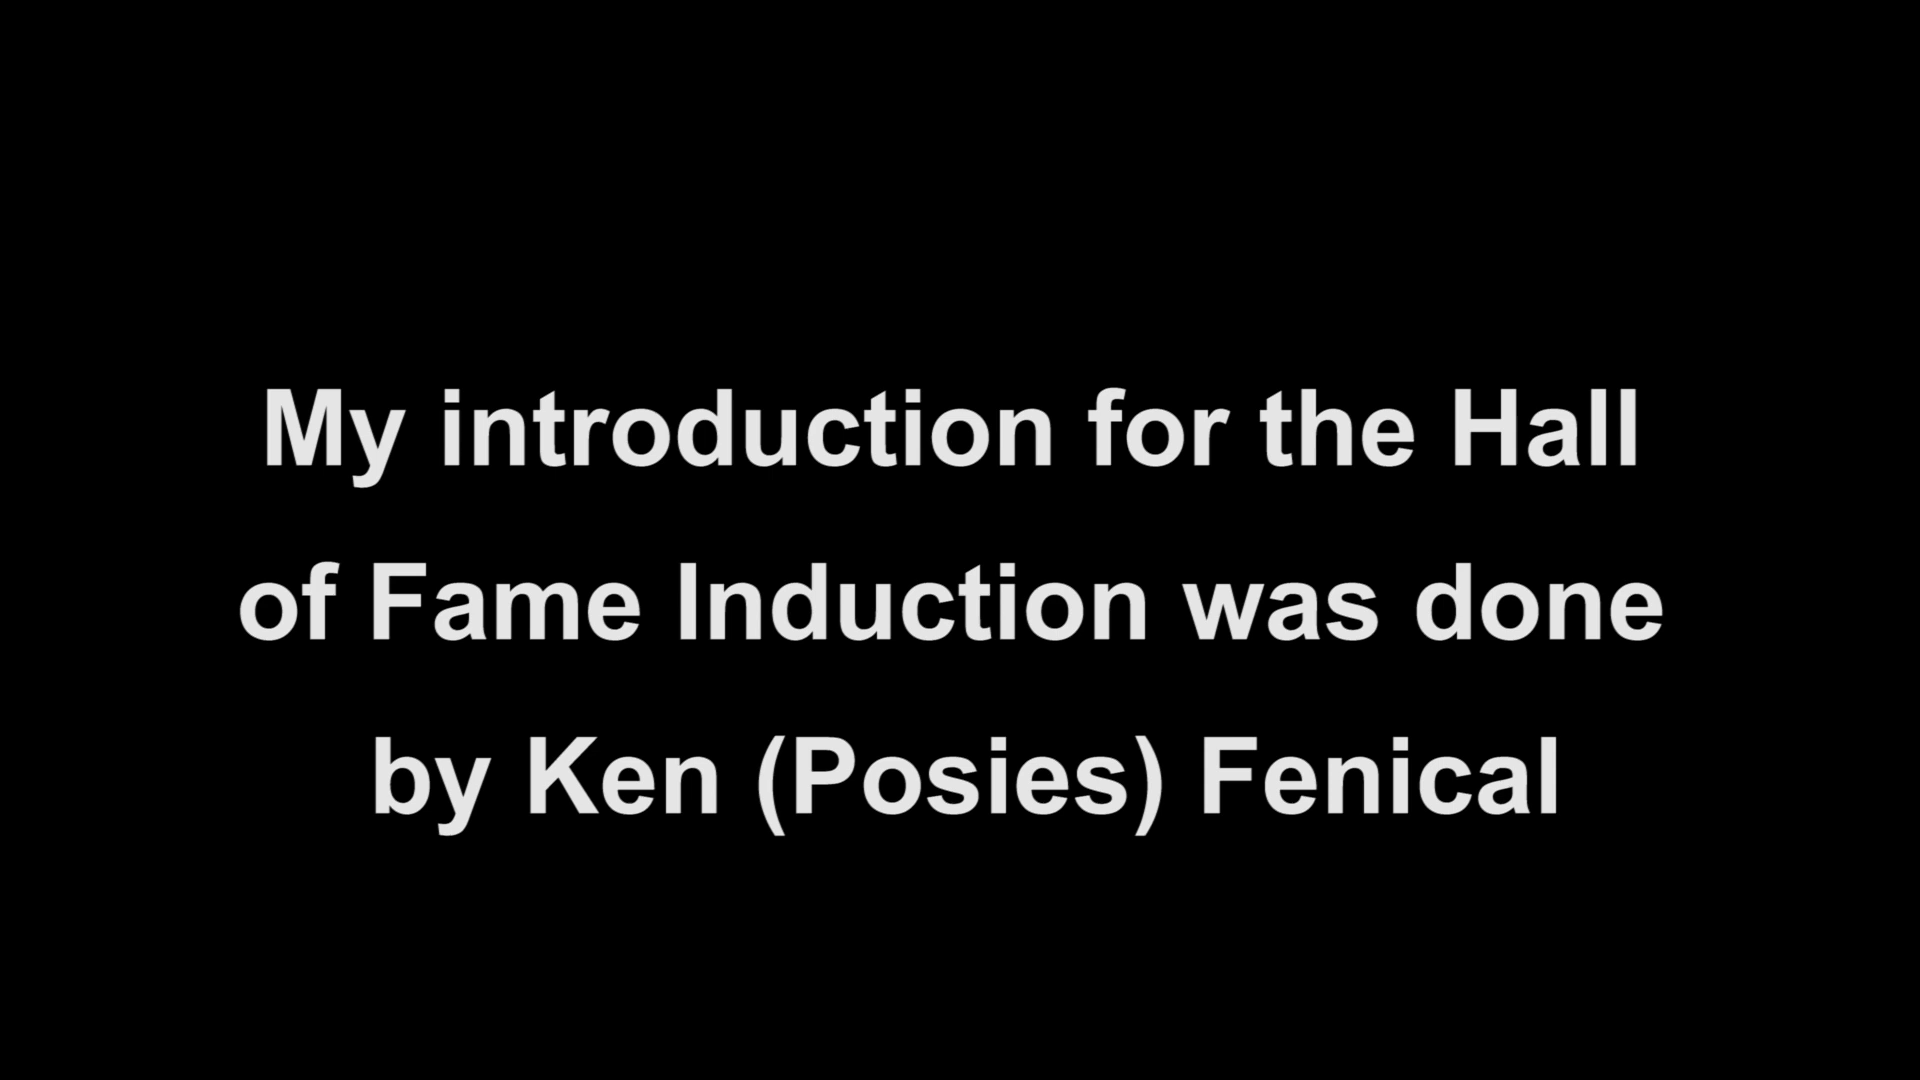 My introduction for the Hall
of Fame Induction was done
by Ken (Posies) Fenical